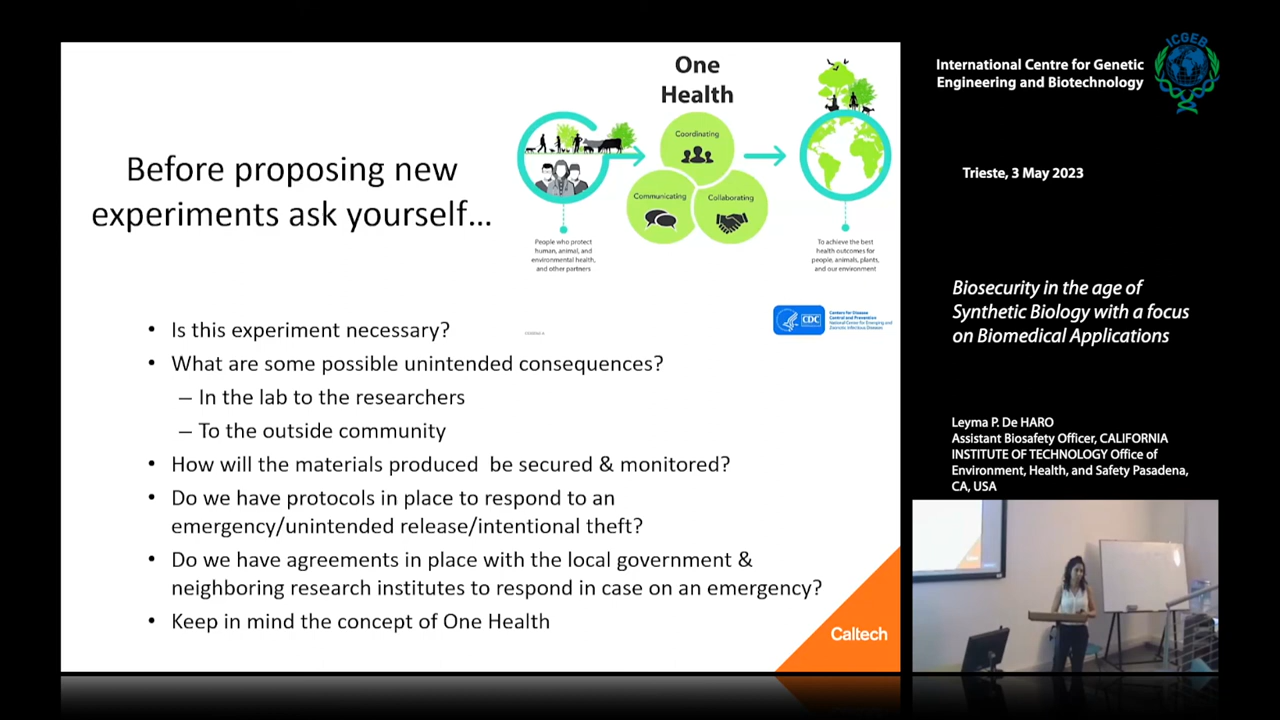 One
Health
Before proposing new
experiments ask yourself...
Coordinating
Communicating
Collaborating
People who protect
human, animal, and
environmental health,
and other partners
To achieve the best
health outcomes for
people, animals, plants,
and our environment
CDC
Centers for Disease
Control and Prevention
National Center for Emerging and
Zoonotic Infectious Diseases
• Is this experiment necessary?
• What are some possible unintended consequences?
– In the lab to the researchers
– To the outside community
• How will the materials produced be secured & monitored?
• Do we have protocols in place to respond to an
emergency/unintended release/intentional theft?
• Do we have agreements in place with the local government &
neighboring research institutes to respond in case on an emergency?
• Keep in mind the concept of One Health
Caltech
International Centre for Genetic
Engineering and Biotechnology
ICGEB
Trieste, 3 May 2023
Biosecurity in the age of
Synthetic Biology with a focus
on Biomedical Applications
Leyma P. De HARO
Assistant Biosafety Officer, CALIFORNIA
INSTITUTE OF TECHNOLOGY Office of
Environment, Health, and Safety Pasadena,
CA, USA